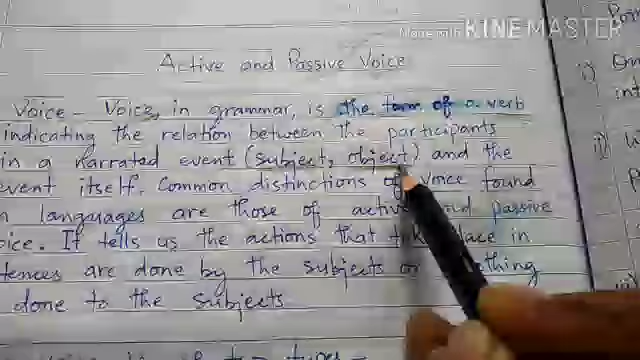 Made with KINEMASTER
Active and Passive Voice
Voice - Voice, in grammar, is the form of a verb
indicating the relation between the participants
in a narrated event (subject, object) and the
event itself. Common distinctions of voice found
languages are those of active and passive
It tells us the actions that take place in
are done by the subjects or
done to the subjects.
i)
ii)